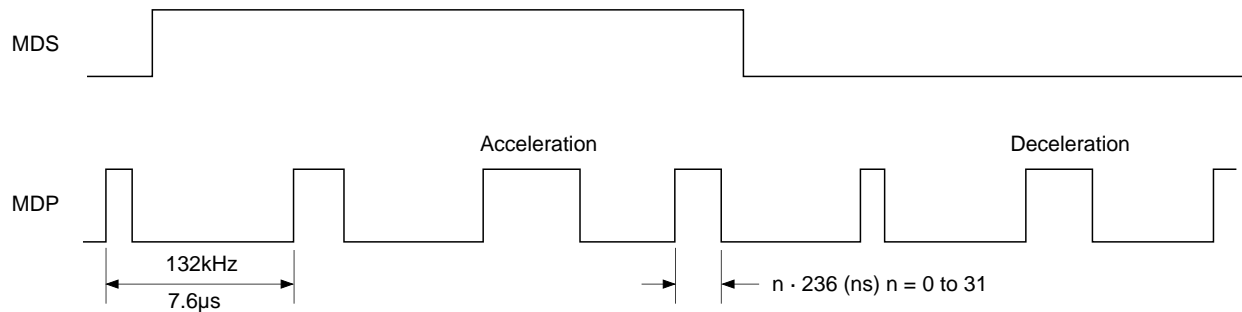 MDS
Acceleration
Deceleration
MDP
132kHz
7.6µs
n · 236 (ns) n = 0 to 31